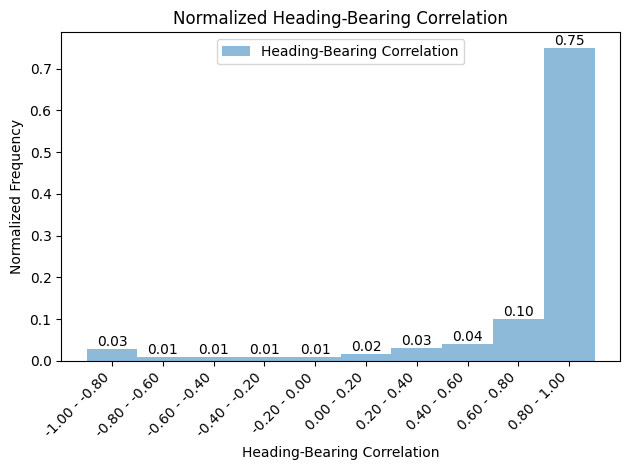 Normalized Heading-Bearing Correlation
Heading-Bearing Correlation
0.75
0.7
0.6
0.5
0.4
0.3
0.2
0.1
0.0
Normalized Frequency
0.03
0.01
0.01
0.01
0.01
0.02
0.03
0.04
0.10
-1.00 - -0.80
-0.80 - -0.60
-0.60 - -0.40
-0.40 - -0.20
-0.20 - 0.00
0.00 - 0.20
0.20 - 0.40
0.40 - 0.60
0.60 - 0.80
0.80 - 1.00
Heading-Bearing Correlation